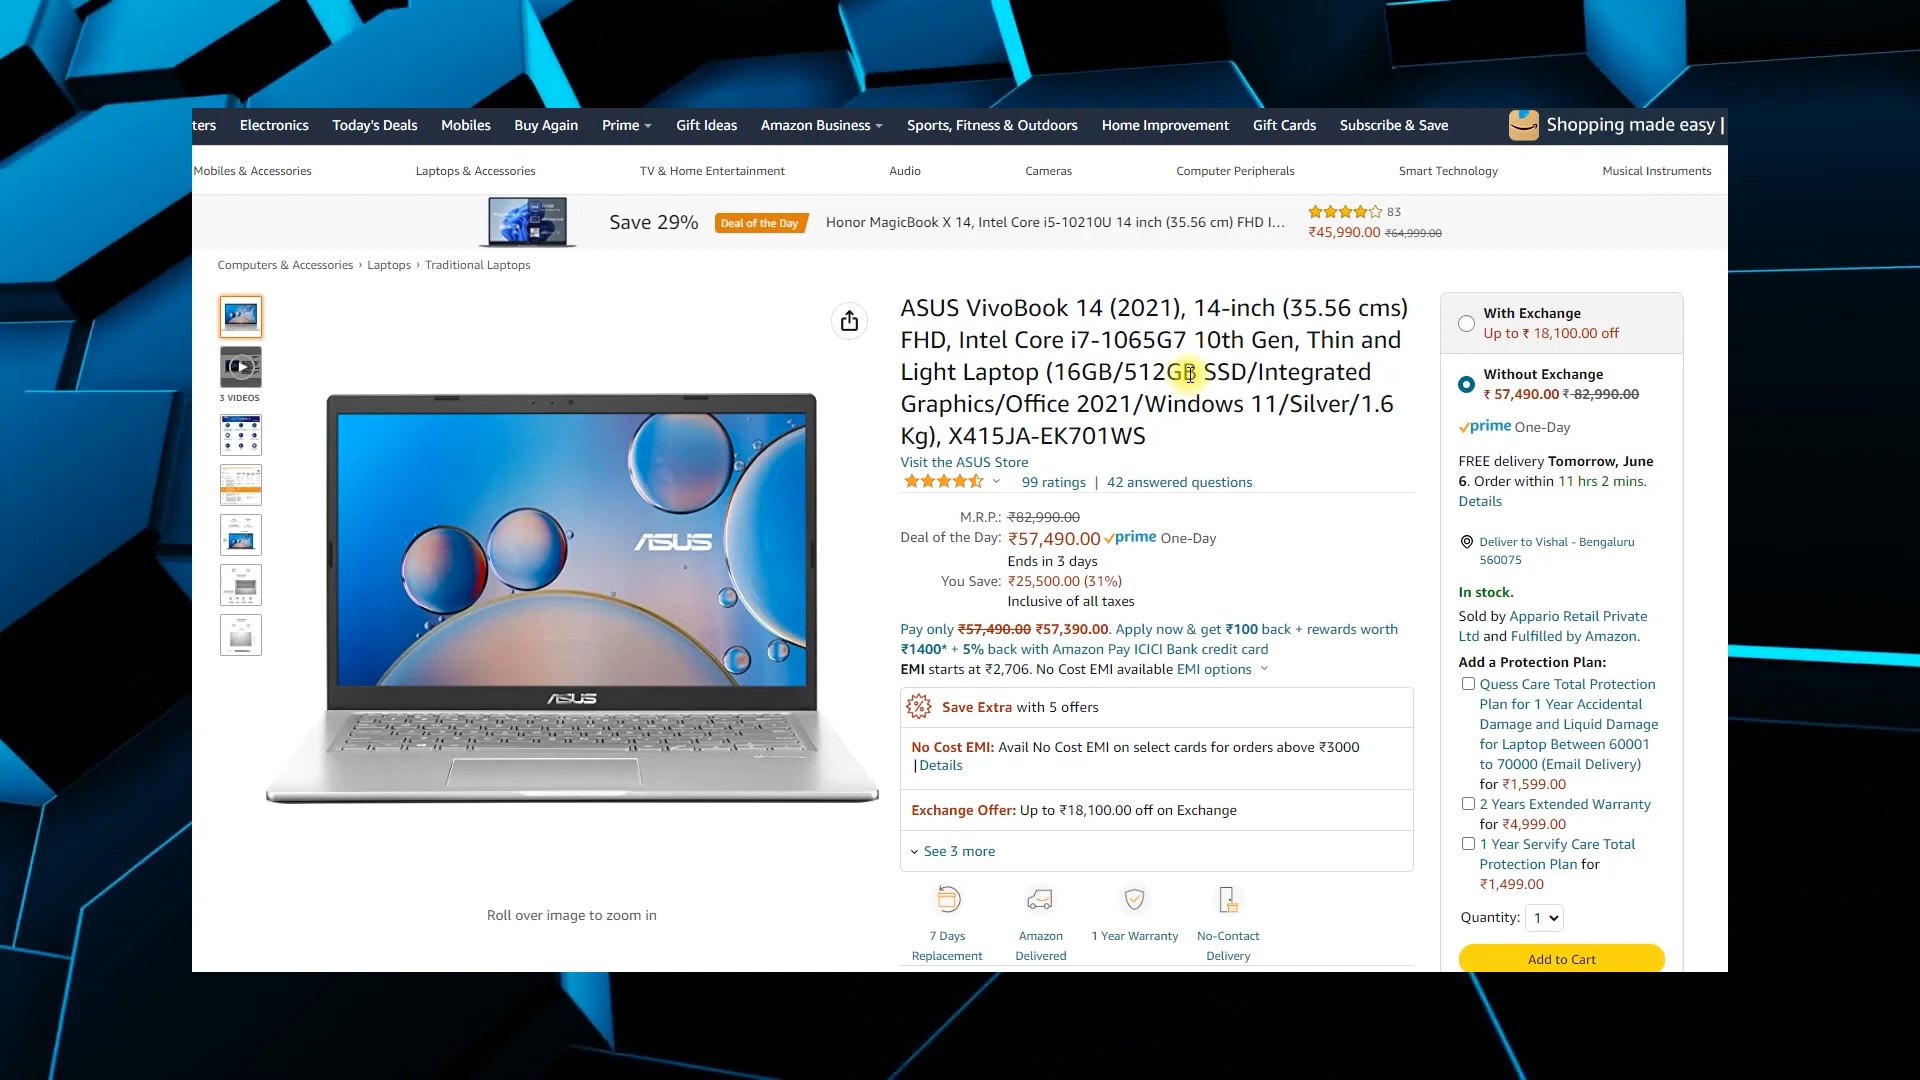 ters Electronics Today's Deals Mobiles Buy Again Prime Gift Ideas Amazon Business Sports, Fitness & Outdoors Home Improvement Gift Cards Subscribe & Save Shopping made easy |
Mobiles & Accessories Laptops & Accessories TV & Home Entertainment Audio Cameras Computer Peripherals Smart Technology Musical Instruments
Save 29% Deal of the Day Honor MagicBook X 14, Intel Core i5-10210U 14 inch (35.56 cm) FHD I... 83
₹45,990.00 ₹64,999.00
Computers & Accessories › Laptops › Traditional Laptops
3 VIDEOS
ASUS
ASUS
Roll over image to zoom in
ASUS VivoBook 14 (2021), 14-inch (35.56 cms)
FHD, Intel Core i7-1065G7 10th Gen, Thin and
Light Laptop (16GB/512GB SSD/Integrated
Graphics/Office 2021/Windows 11/Silver/1.6
Kg), X415JA-EK701WS
Visit the ASUS Store
99 ratings | 42 answered questions
M.R.P.: ₹82,990.00
Deal of the Day: ₹57,490.00 prime One-Day
Ends in 3 days
You Save: ₹25,500.00 (31%)
Inclusive of all taxes
Pay only ₹57,490.00 ₹57,390.00. Apply now & get ₹100 back + rewards worth
₹1400* + 5% back with Amazon Pay ICICI Bank credit card
EMI starts at ₹2,706. No Cost EMI available EMI options
Save Extra with 5 offers
No Cost EMI: Avail No Cost EMI on select cards for orders above ₹3000
|Details
Exchange Offer: Up to ₹18,100.00 off on Exchange
See 3 more
7 Days
Replacement
Amazon
Delivered
1 Year Warranty
No-Contact
Delivery
With Exchange
Up to ₹ 18,100.00 off
Without Exchange
₹ 57,490.00 ₹ 82,990.00
prime One-Day
FREE delivery Tomorrow, June
6. Order within 11 hrs 2 mins.
Details
Deliver to Vishal - Bengaluru
560075
In stock.
Sold by Appario Retail Private
Ltd and Fulfilled by Amazon.
Add a Protection Plan:
Quess Care Total Protection
Plan for 1 Year Accidental
Damage and Liquid Damage
for Laptop Between 60001
to 70000 (Email Delivery)
for ₹1,599.00
2 Years Extended Warranty
for ₹4,999.00
1 Year Servify Care Total
Protection Plan for
₹1,499.00
Quantity: 1
Add to Cart